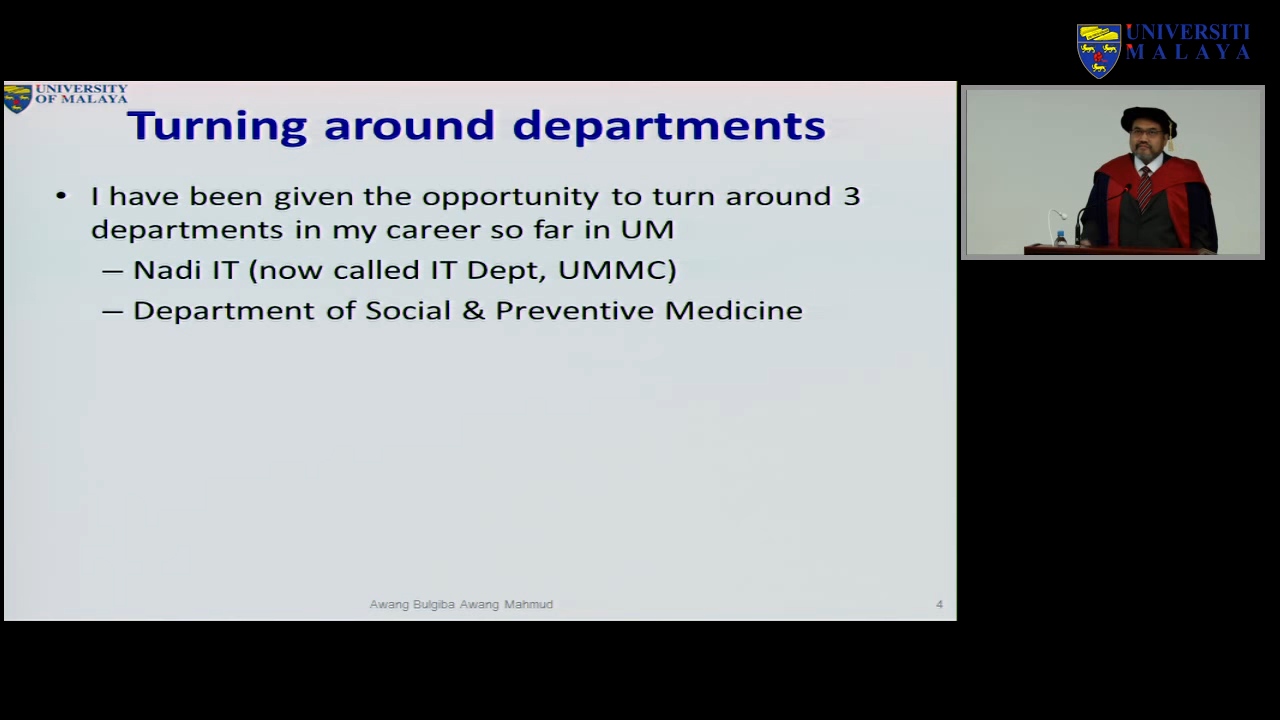 UNIVERSITI
MALAYA
UNIVERSITY
OF MALAYA
Turning around departments
• I have been given the opportunity to turn around 3
departments in my career so far in UM
– Nadi IT (now called IT Dept, UMMC)
– Department of Social & Preventive Medicine
Awang Bulgiba Awang Mahmud
4